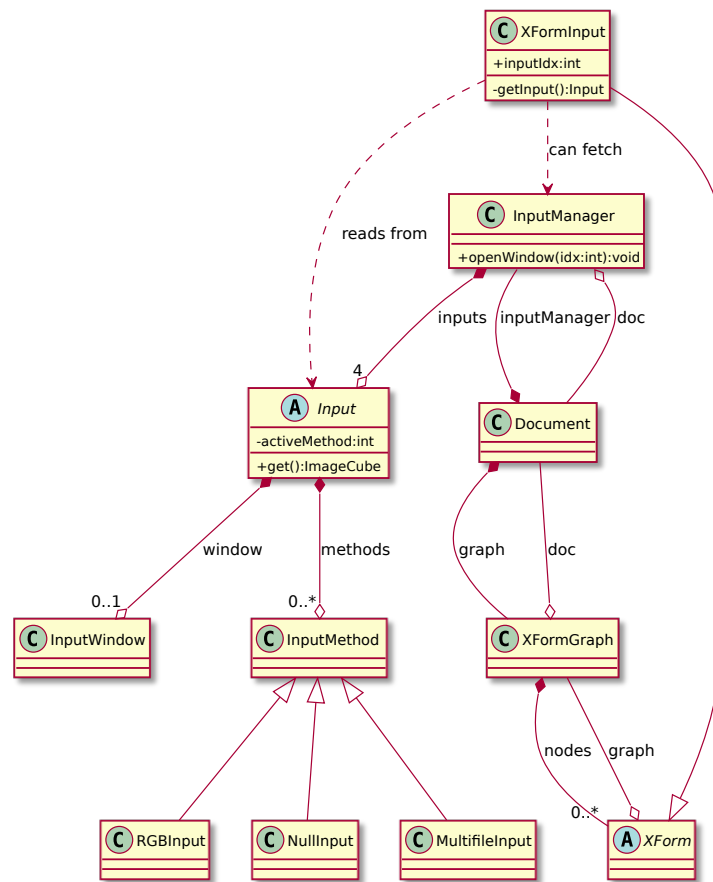 C XFormInput
+inputIdx:int
-getInput():Input
can fetch
C InputManager
+openWindow(idx:int):void
reads from
inputs
inputManager
doc
4
A Input
-activeMethod:int
+get():ImageCube
C Document
window
methods
graph
doc
0..1
0..*
C InputWindow
C InputMethod
C XFormGraph
nodes
graph
0..*
C RGBInput
C NullInput
C MultifileInput
A XForm